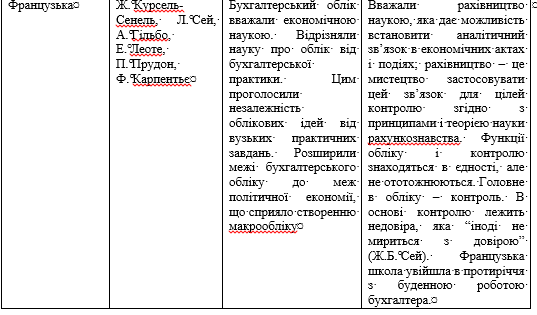 Французька
Ж. Курсель-
Сенель, Л. Сей,
А. Гільбо,
Е. Леоте,
П. Прудон,
Ф. Карпентьє
Бухгалтерський облік
вважали економічною
наукою. Відрізняли
науку про облік від
бухгалтерської
практики. Цим
проголосили
незалежність
облікових ідей від
вузьких практичних
завдань. Розширили
межі бухгалтерського
обліку до меж
політичної економії,
що сприяло створенню
макрообліку
Вважали рахівництво
наукою, яка дає можливість
встановити аналітичний
зв’язок в економічних актах
і подіях; рахівництво – це
мистецтво застосовувати
цей зв’язок для цілей
контролю згідно з
принципами і теорією науки
рахункознавства. Функції
обліку і контролю
знаходяться в єдності, але
не ототожнюються. Головне
в обліку – контроль. В
основі контролю лежить
недовіра, яка “іноді не
мириться з довірою”
(Ж.Б. Сей). Французька
школа увійшла в протиріччя
з буденною роботою
бухгалтера.